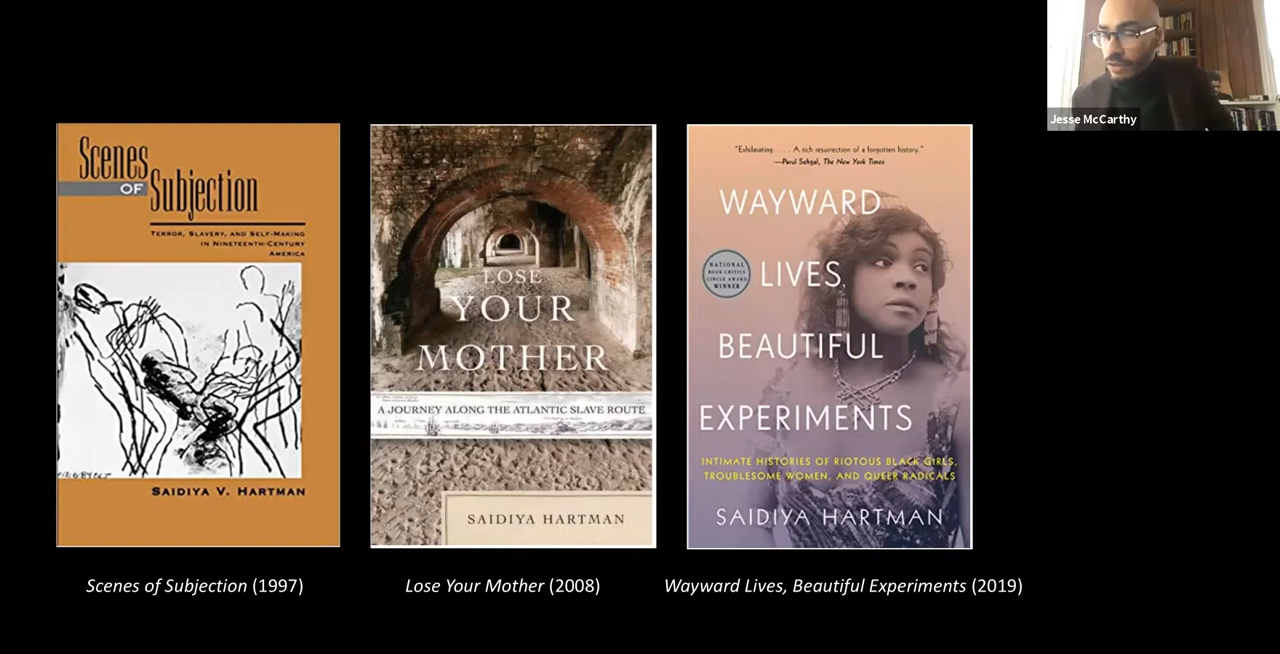 Jesse McCarthy
Scenes
OF
Subjection
TERROR, SLAVERY, AND SELF-MAKING
IN NINETEENTH-CENTURY
AMERICA
SAIDIYA V. HARTMAN
LOSE
YOUR
MOTHER
A JOURNEY ALONG THE ATLANTIC SLAVE ROUTE
SAIDIYA HARTMAN
"Exhilarating. . . . A rich resurrection of a forgotten history."
—Parul Sehgal, The New York Times
WAYWARD
NATIONAL
BOOK CRITICS
CIRCLE AWARD
WINNER
LIVES,
BEAUTIFUL
EXPERIMENTS
INTIMATE HISTORIES OF RIOTOUS BLACK GIRLS,
TROUBLESOME WOMEN, AND QUEER RADICALS
SAIDIYA HARTMAN
Scenes of Subjection (1997)
Lose Your Mother (2008)
Wayward Lives, Beautiful Experiments (2019)